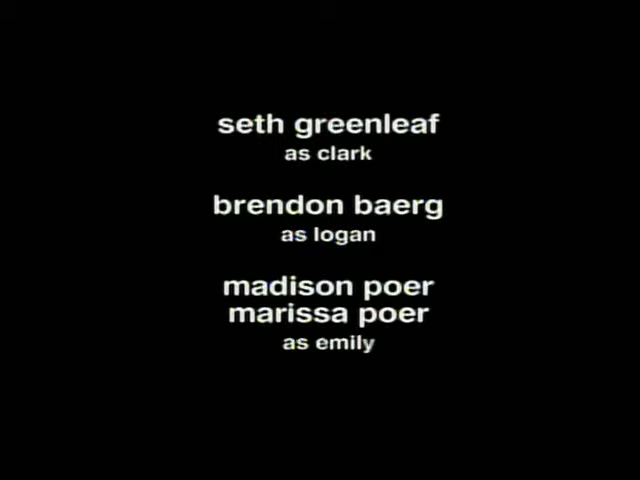 seth greenleaf
as clark
brendon baerg
as logan
madison poer
marissa poer
as emily